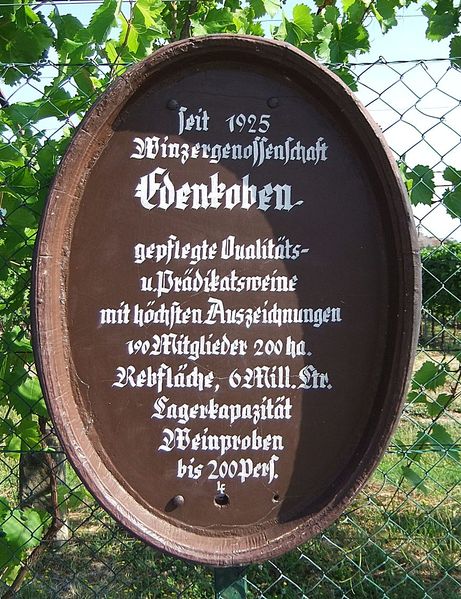 seit 1925
Winzergenossenschaft
Edenkoben.
gepflegte Qualitäts-
u. Prädikatsweine
mit höchsten Auszeichnungen
190 Mitglieder 200 ha.
Rebfläche, 6 Mill. Ltr.
Lagerkapazität
Weinproben
bis 200 Pers.